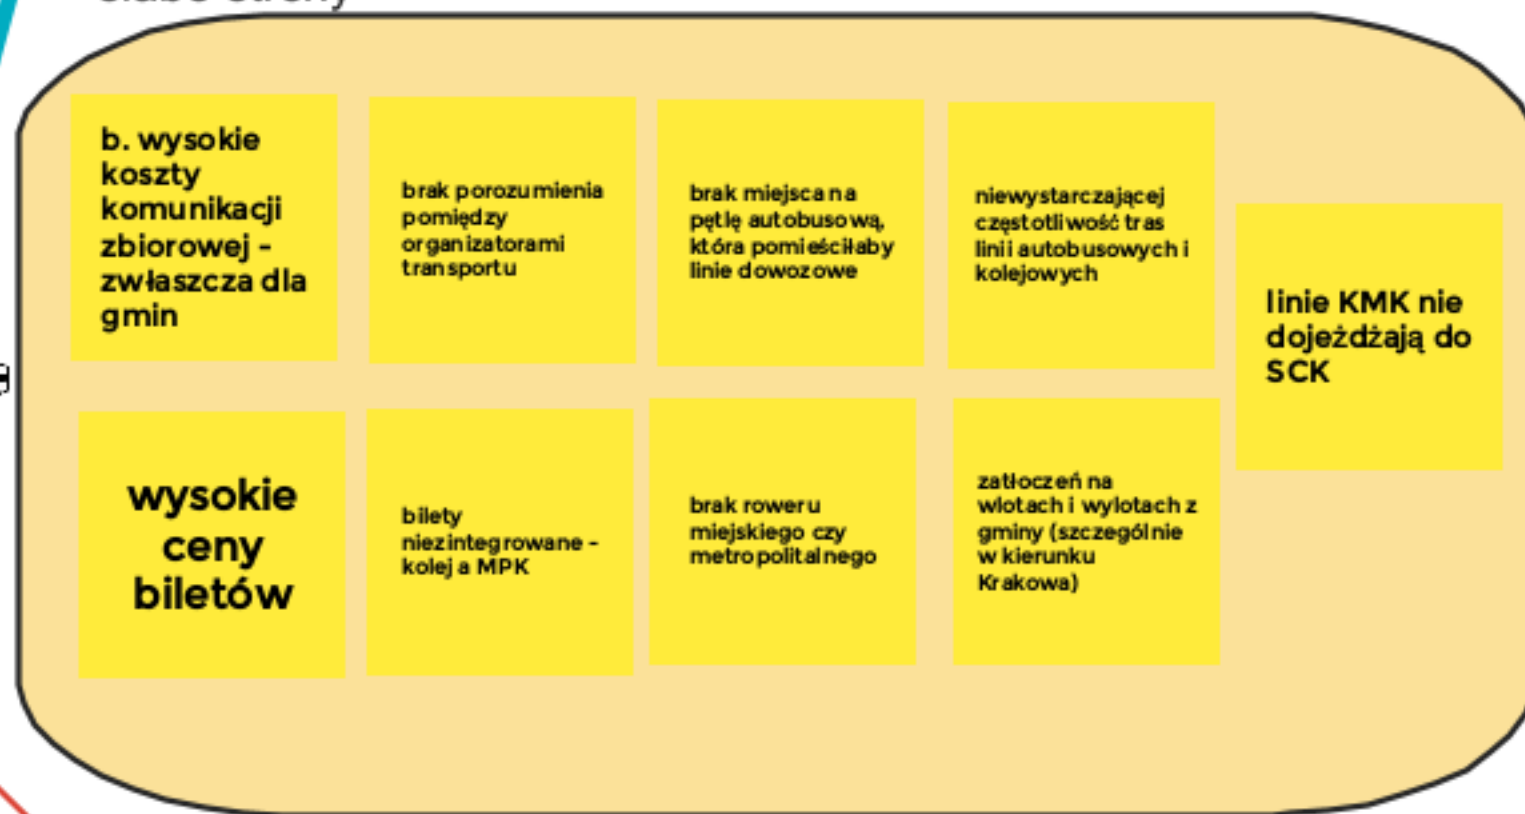 słabe strony
b. wysokie
koszty
komunikacji
zbiorowej -
zwłaszcza dla
gmin
brak porozumienia
pomiędzy
organizatorami
transportu
brak miejsca na
pętlę autobusową,
która pomieściłaby
linie dowozowe
niewystarczającej
częstotliwość tras
linii autobusowych i
kolejowych
linie KMK nie
dojeżdżają do
SCK
wysokie
ceny
biletów
bilety
niezintegrowane -
kolej a MPK
brak roweru
miejskiego czy
metropolitalnego
zatłoczeń na
wlotach i wylotach z
gminy (szczególnie
w kierunku
Krakowa)